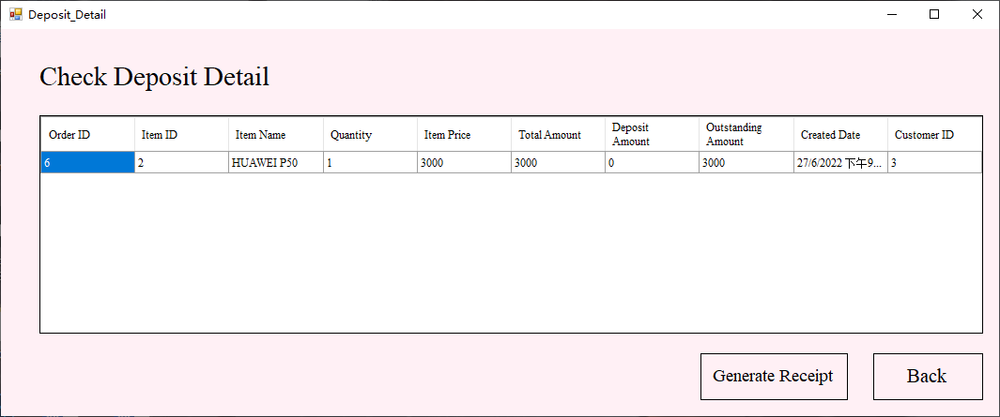 Deposit_Detail
Check Deposit Detail
Order ID Item ID Item Name Quantity Item Price Total Amount Deposit Amount Outstanding Amount Created Date Customer ID
6 2 HUAWEI P50 1 3000 3000 0 3000 27/6/2022 下午9... 3
Generate Receipt Back